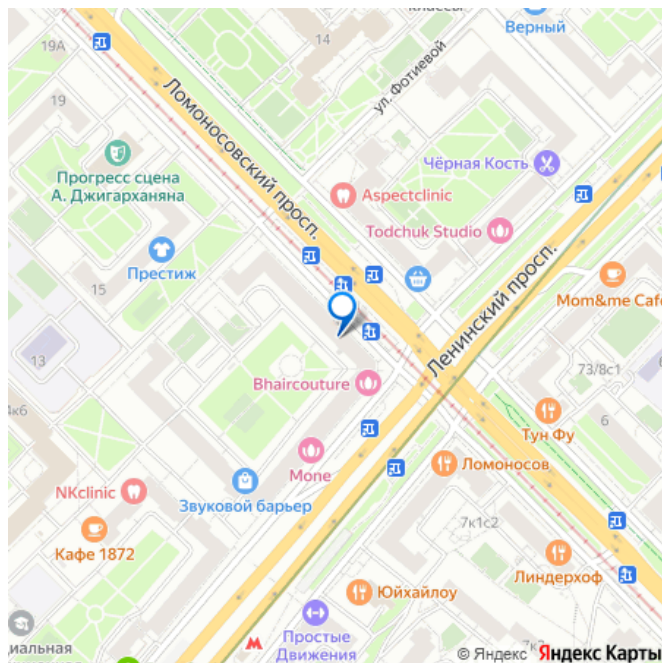 классы
Верный
14
19А
ул. Фотиевой
Ломоносовский просп.
19
Прогресс сцена
А. Джигарханяна
Чёрная Кость
Aspectclinic
Todchuk Studio
Престиж
Ленинский просп.
15
Mom&me Cafe
13
73/8с1
6
Bhaircouture
4к6
Тун Фу
Mone
Ломоносов
NKclinic
Звуковой барьер
7к1с2
Кафе 1872
Линдерхоф
Юйхайлоу
Простые
Движения
© Яндекс Яндекс Карты